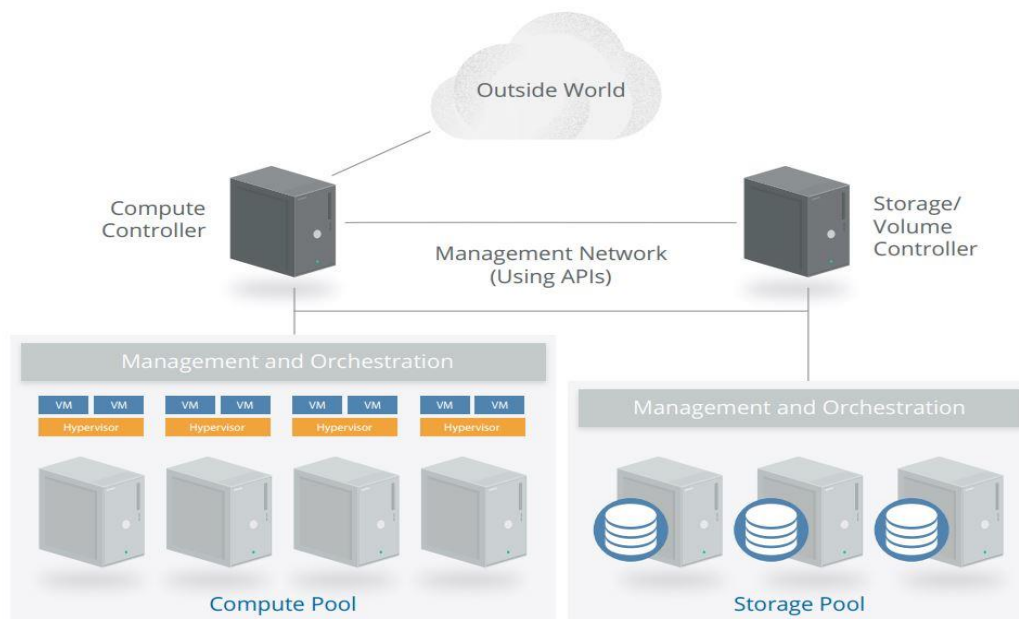 Outside World
Compute
Controller
Storage/
Volume
Controller
Management Network
(Using APIs)
Management and Orchestration
VM VM VM VM VM VM VM VM
Hypervisor Hypervisor Hypervisor Hypervisor
Compute Pool
Management and Orchestration
Storage Pool